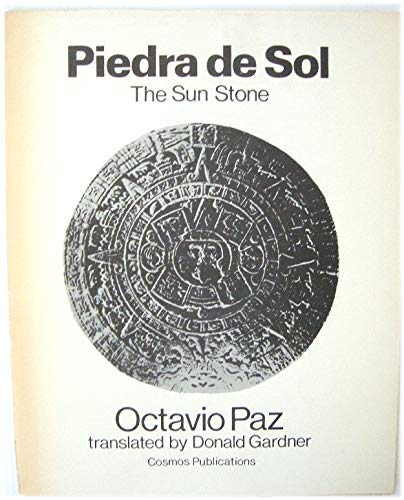 Piedra de Sol
The Sun Stone
Octavio Paz
translated by Donald Gardner
Cosmos Publications